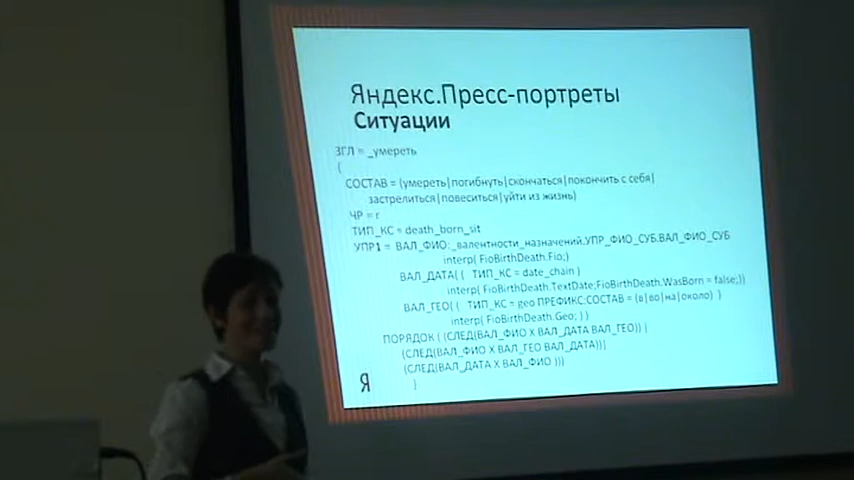 Яндекс.Пресс-портреты
Ситуации
ЗГЛ = _умереть
{
СОСТАВ = (умереть|погибнуть|скончаться|покончить с себя|
застрелиться|повеситься|уйти из жизни)
ЧР = г
ТИП_КС = death_born_sit
УПР1 = ВАЛ_ФИО:_валентности_назначений.УПР_ФИО_СУБ.ВАЛ_ФИО_СУБ
interp( FioBirthDeath.Fio;)
ВАЛ_ДАТА{ ( ТИП_КС = date_chain )
interp( FioBirthDeath.TextDate;FioBirthDeath.WasBorn = false;)}
ВАЛ_ГЕО{ ( ТИП_КС = geo ПРЕФИКС:СОСТАВ = (в|во|на|около) )
interp( FioBirthDeath.Geo; ) }
ПОРЯДОК ( (СЛЕД(ВАЛ_ФИО X ВАЛ_ДАТА ВАЛ_ГЕО)) |
(СЛЕД(ВАЛ_ФИО X ВАЛ_ГЕО ВАЛ_ДАТА))|
(СЛЕД(ВАЛ_ДАТА X ВАЛ_ФИО )))
}
Я